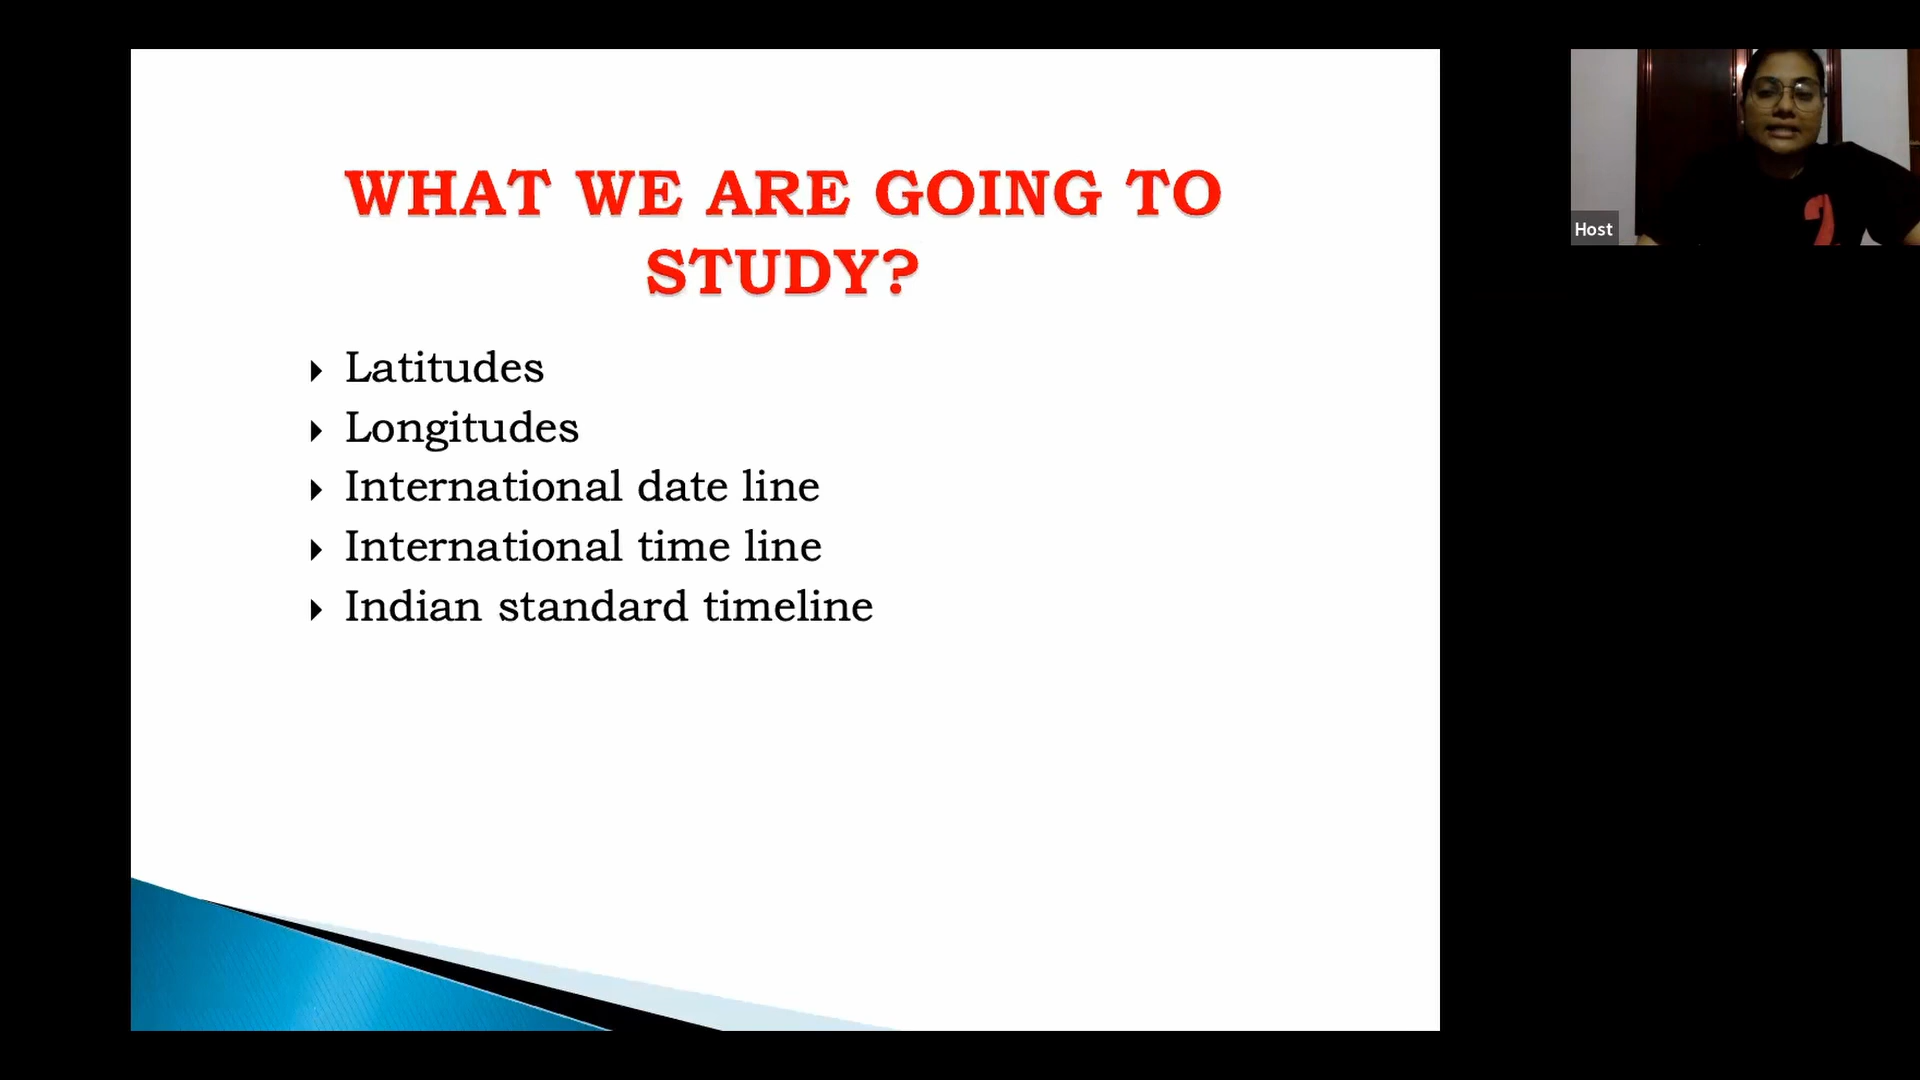 WHAT WE ARE GOING TO
STUDY?
Latitudes
Longitudes
International date line
International time line
Indian standard timeline
Host